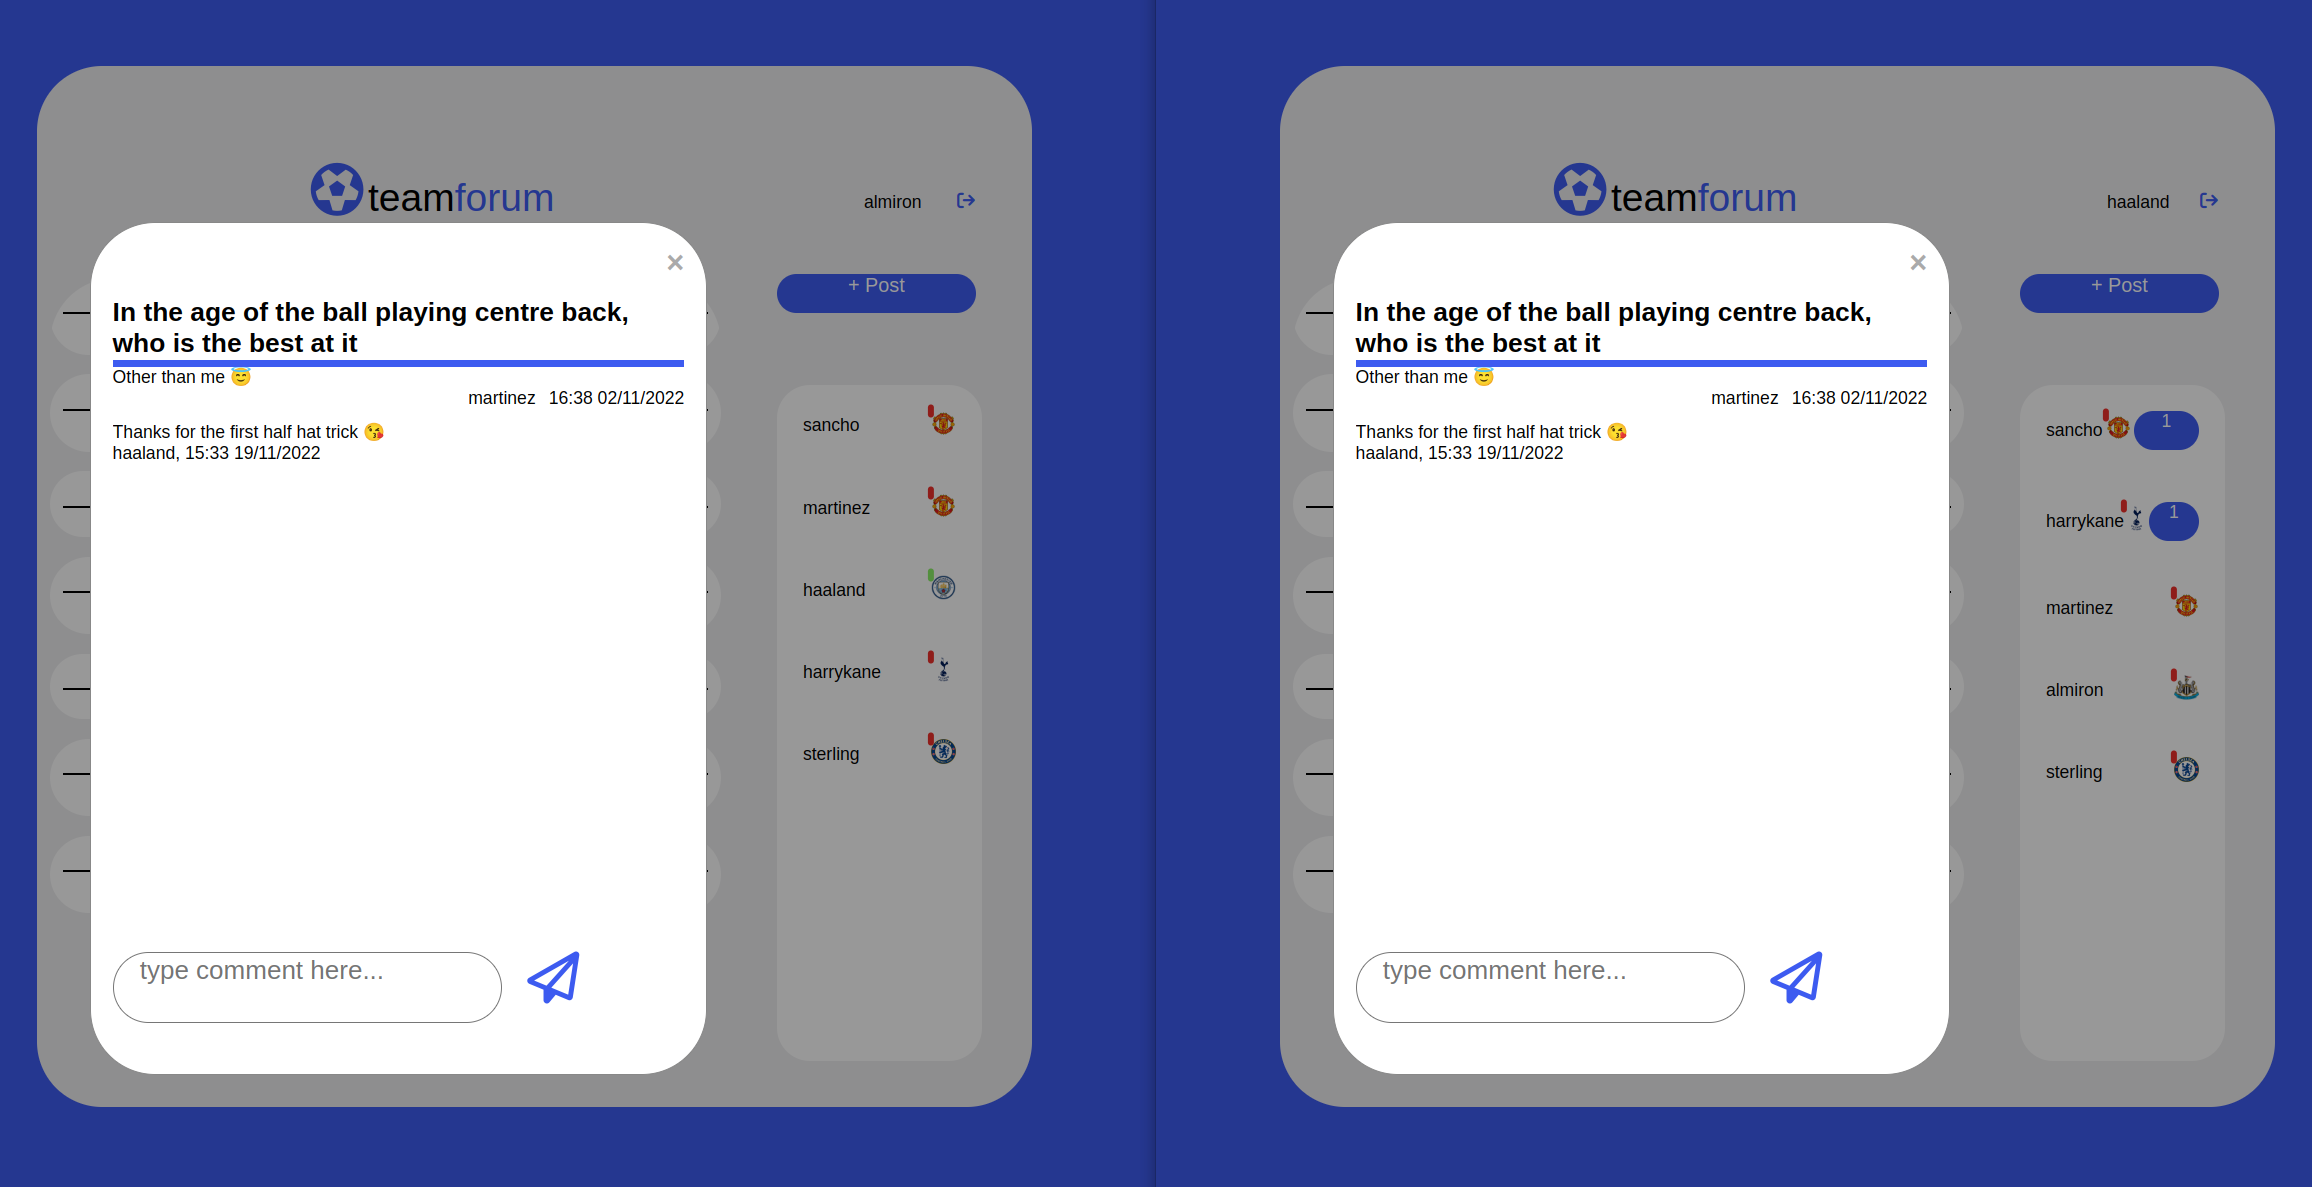 teamforum
almiron
×
+ Post
In the age of the ball playing centre back,
who is the best at it
Other than me 😇
martinez 16:38 02/11/2022
Thanks for the first half hat trick 😘
haaland, 15:33 19/11/2022
type comment here...
sancho
martinez
haaland
harrykane
sterling
teamforum
haaland
×
+ Post
In the age of the ball playing centre back,
who is the best at it
Other than me 😇
martinez 16:38 02/11/2022
Thanks for the first half hat trick 😘
haaland, 15:33 19/11/2022
type comment here...
sancho 1
harrykane 1
martinez
almiron
sterling